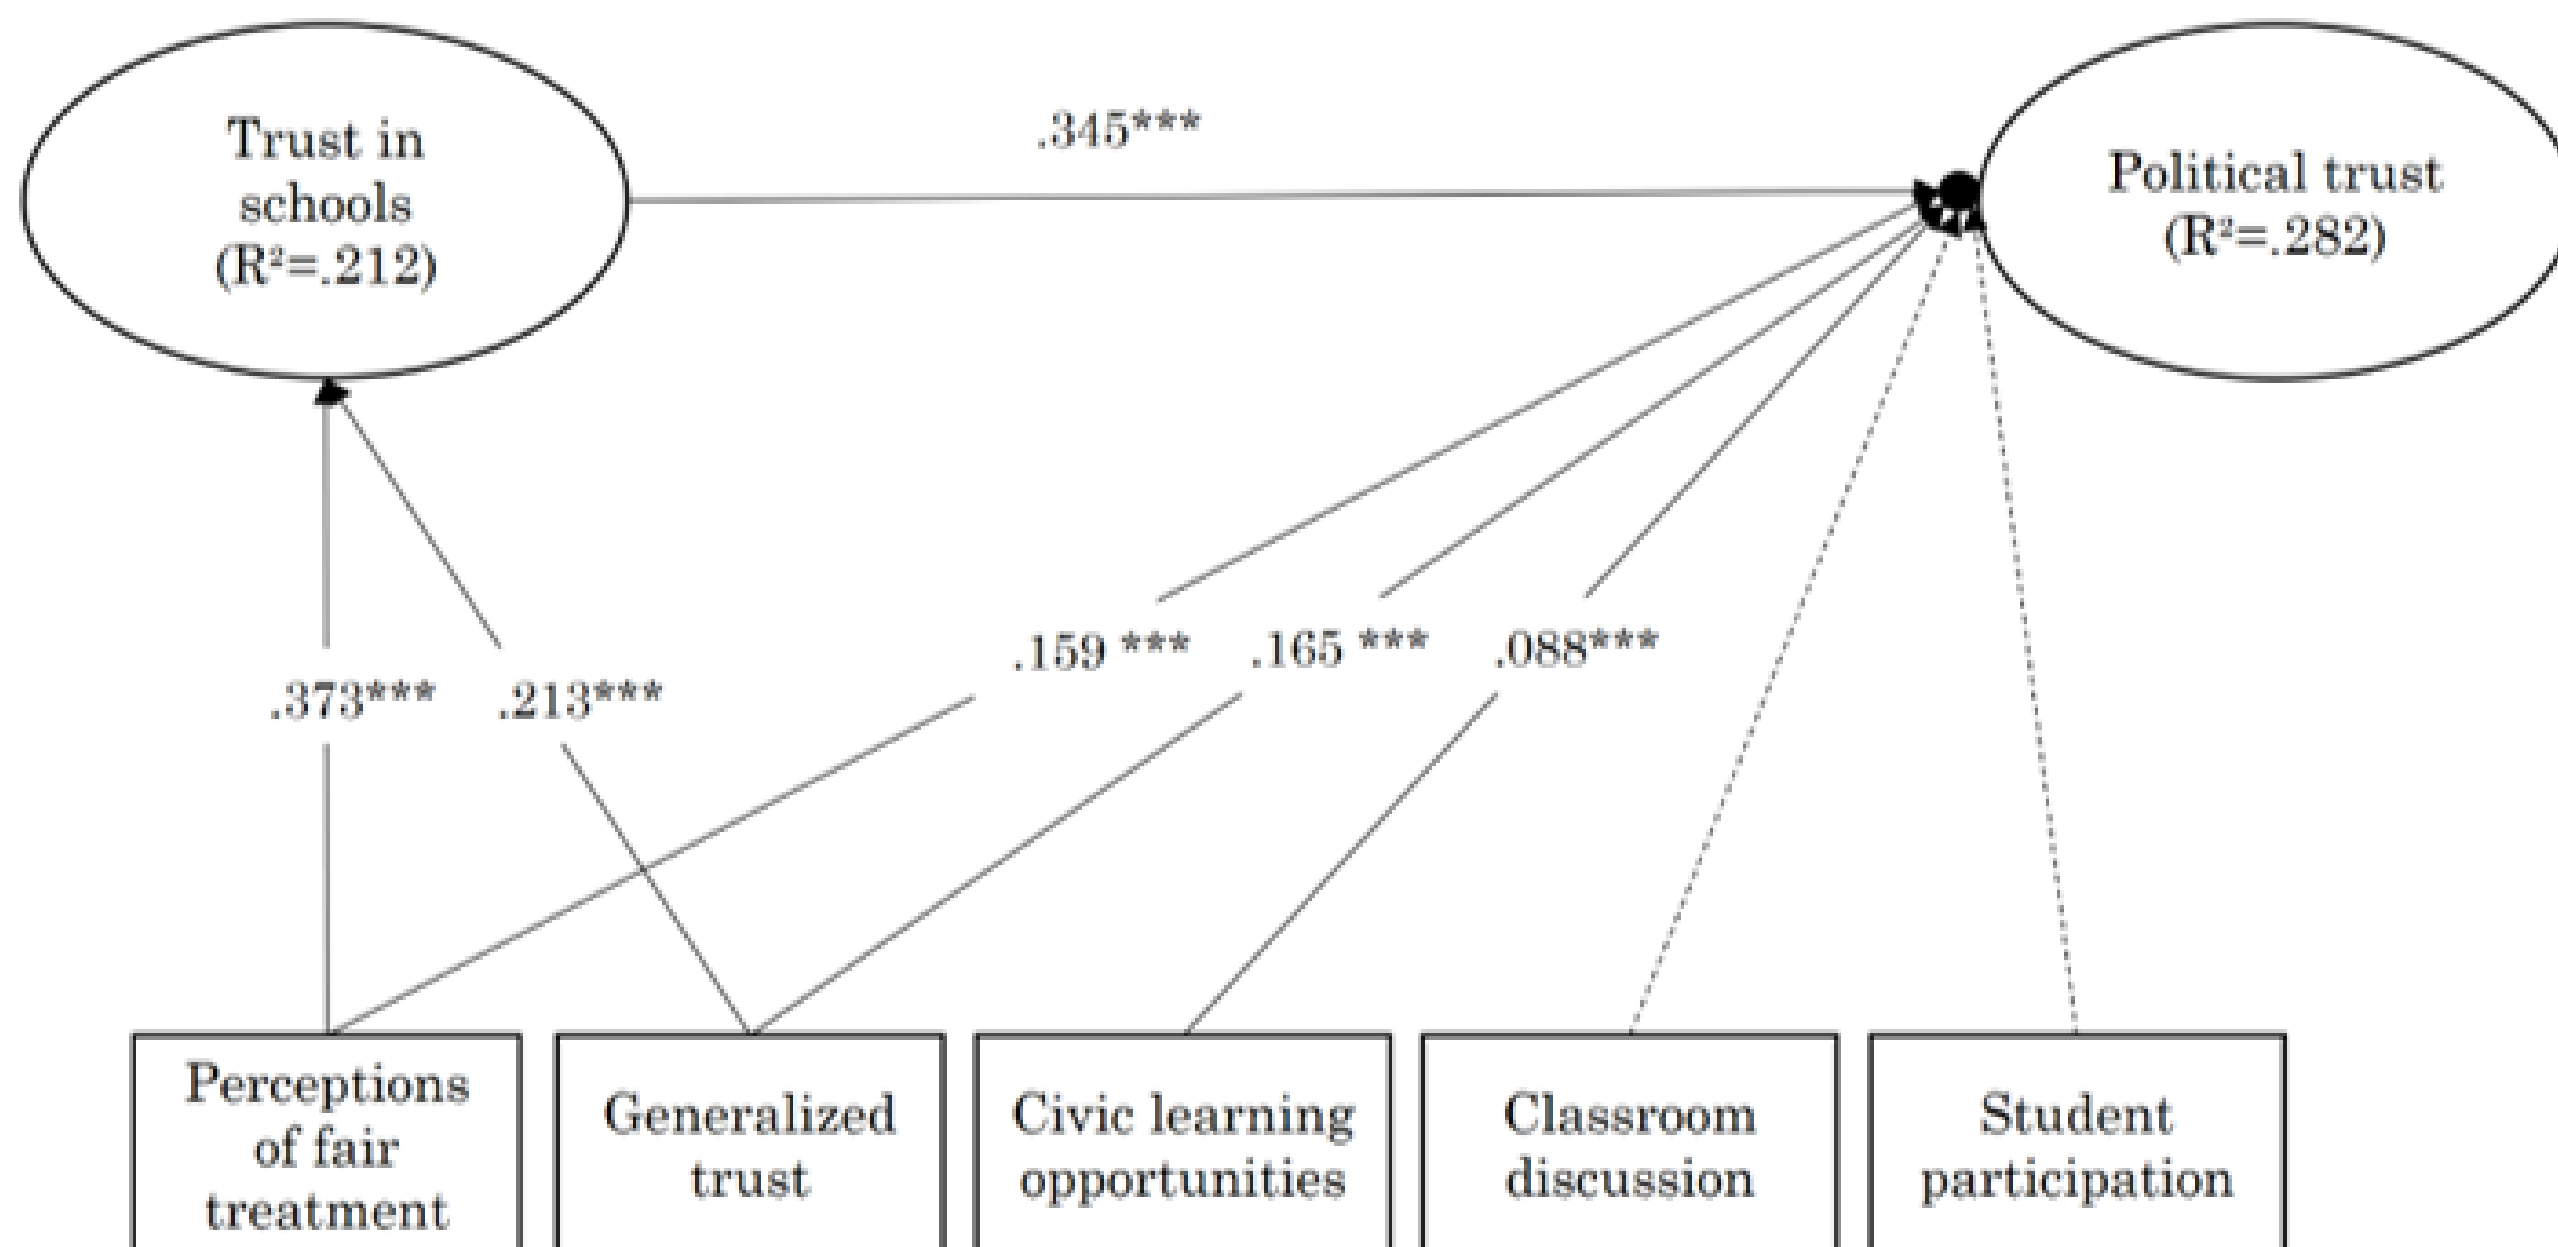 Trust in
schools
(R²=.212)
.345***
Political trust
(R²=.282)
.373***
.213***
.159 ***
.165 ***
.088***
Perceptions
of fair
treatment
Generalized
trust
Civic learning
opportunities
Classroom
discussion
Student
participation